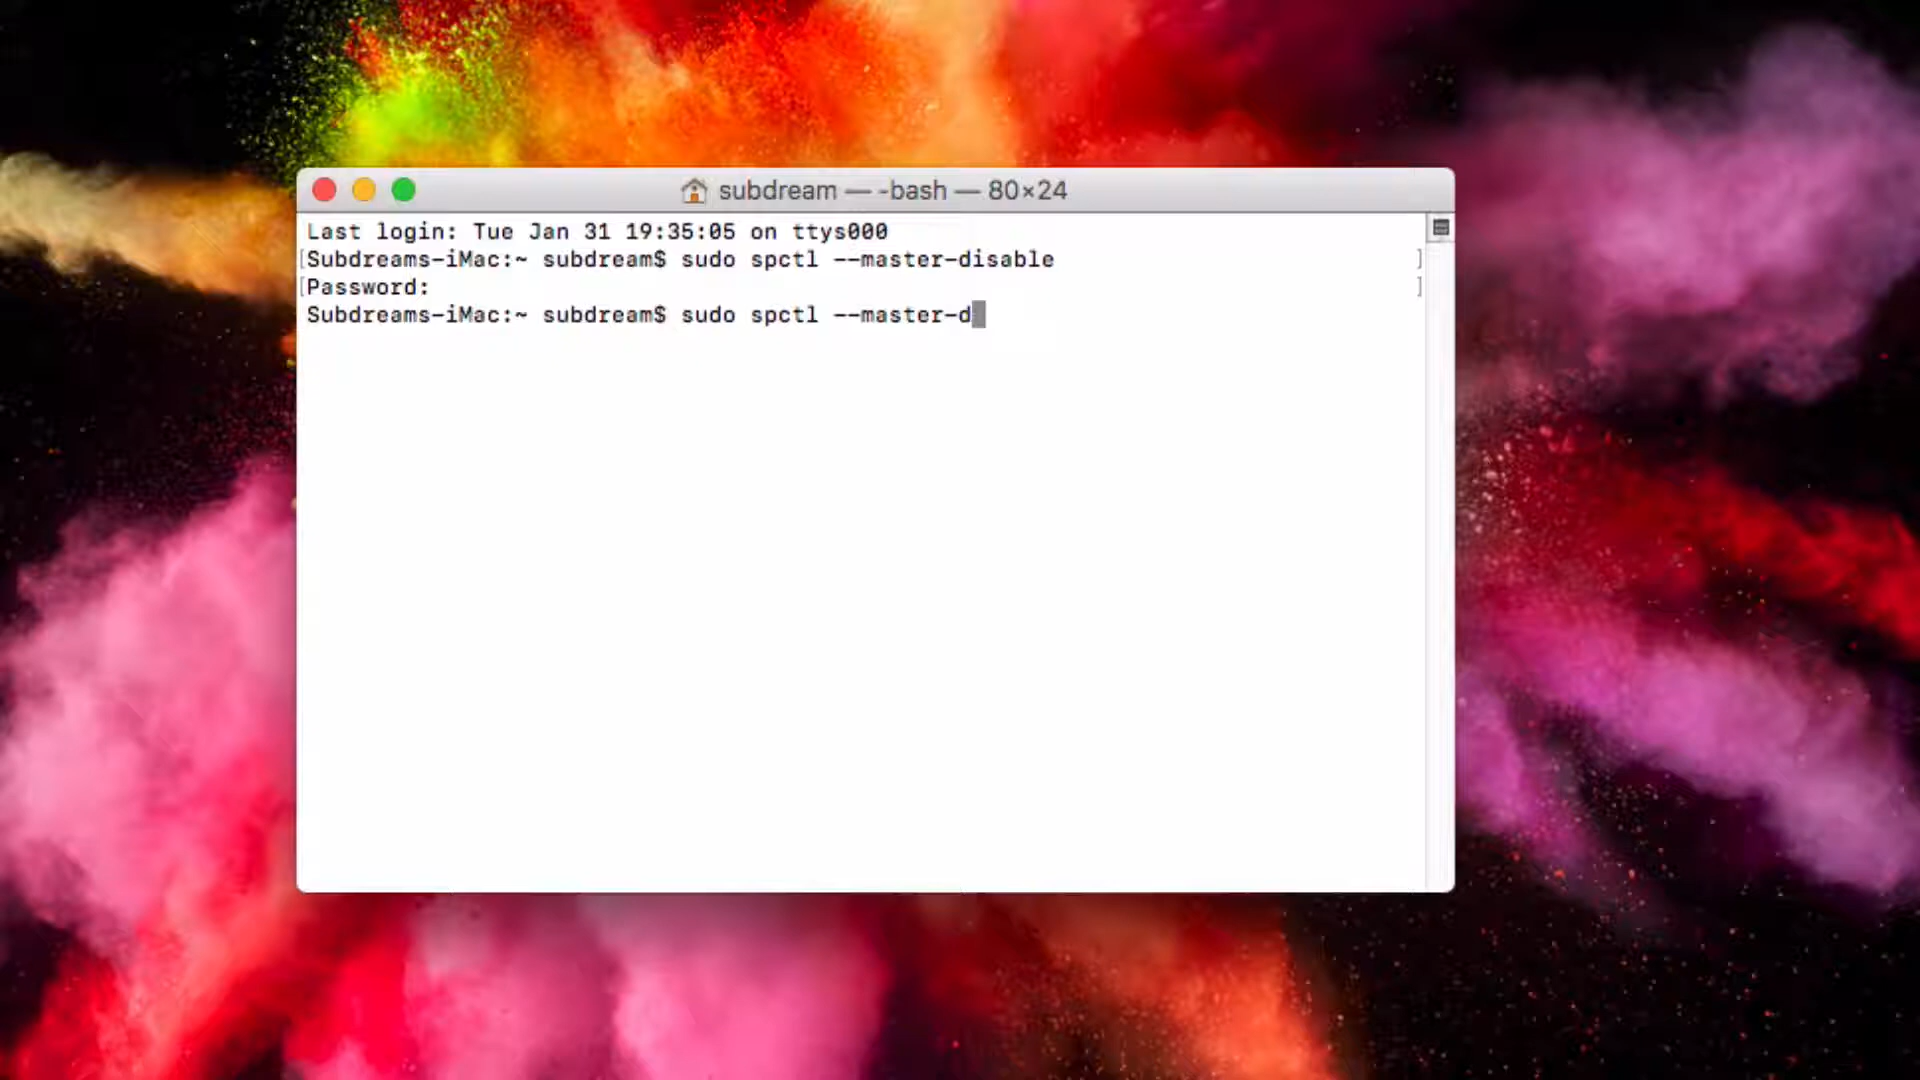 subdream — -bash — 80×24
Last login: Tue Jan 31 19:35:05 on ttys000
[Subdreams-iMac:~ subdream$ sudo spctl --master-disable ]
[Password: ]
Subdreams-iMac:~ subdream$ sudo spctl --master-d